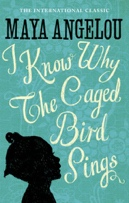 THE INTERNATIONAL CLASSIC
MAYA ANGELOU
I Know Why
The Caged
Bird
Sings